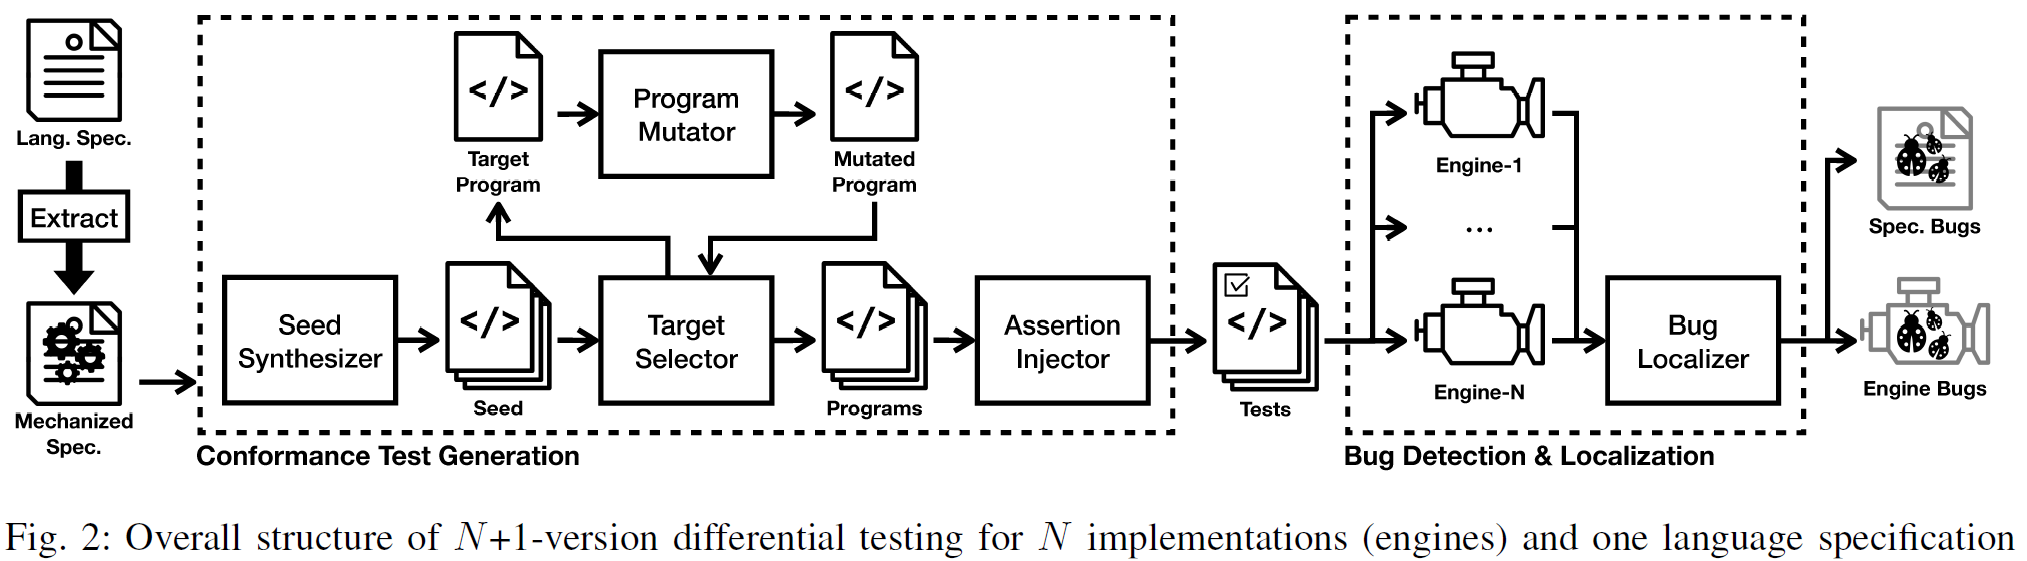 Lang. Spec.
Extract
Mechanized
Spec.
</>
Target
Program
Program
Mutator
</>
Mutated
Program
Seed
Synthesizer
</>
Seed
Target
Selector
</>
Programs
Assertion
Injector
Conformance Test Generation
</>
Tests
Engine-1
...
Engine-N
Bug
Localizer
Bug Detection & Localization
Spec. Bugs
Engine Bugs
Fig. 2: Overall structure of N+1-version differential testing for N implementations (engines) and one language specification